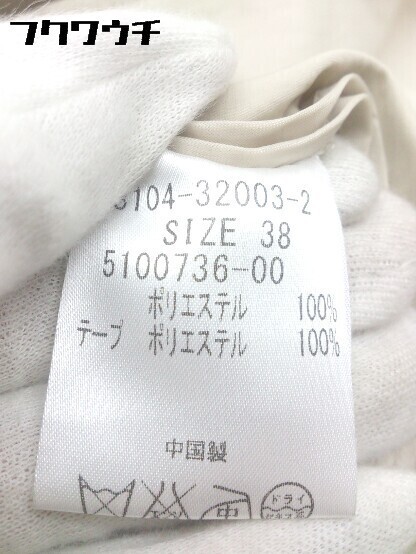 フクワウチ
3104-32003-2
SIZE 38
5100736-00
ポリエステル 100%
テープ ポリエステル 100%
中国製
中 ドライ